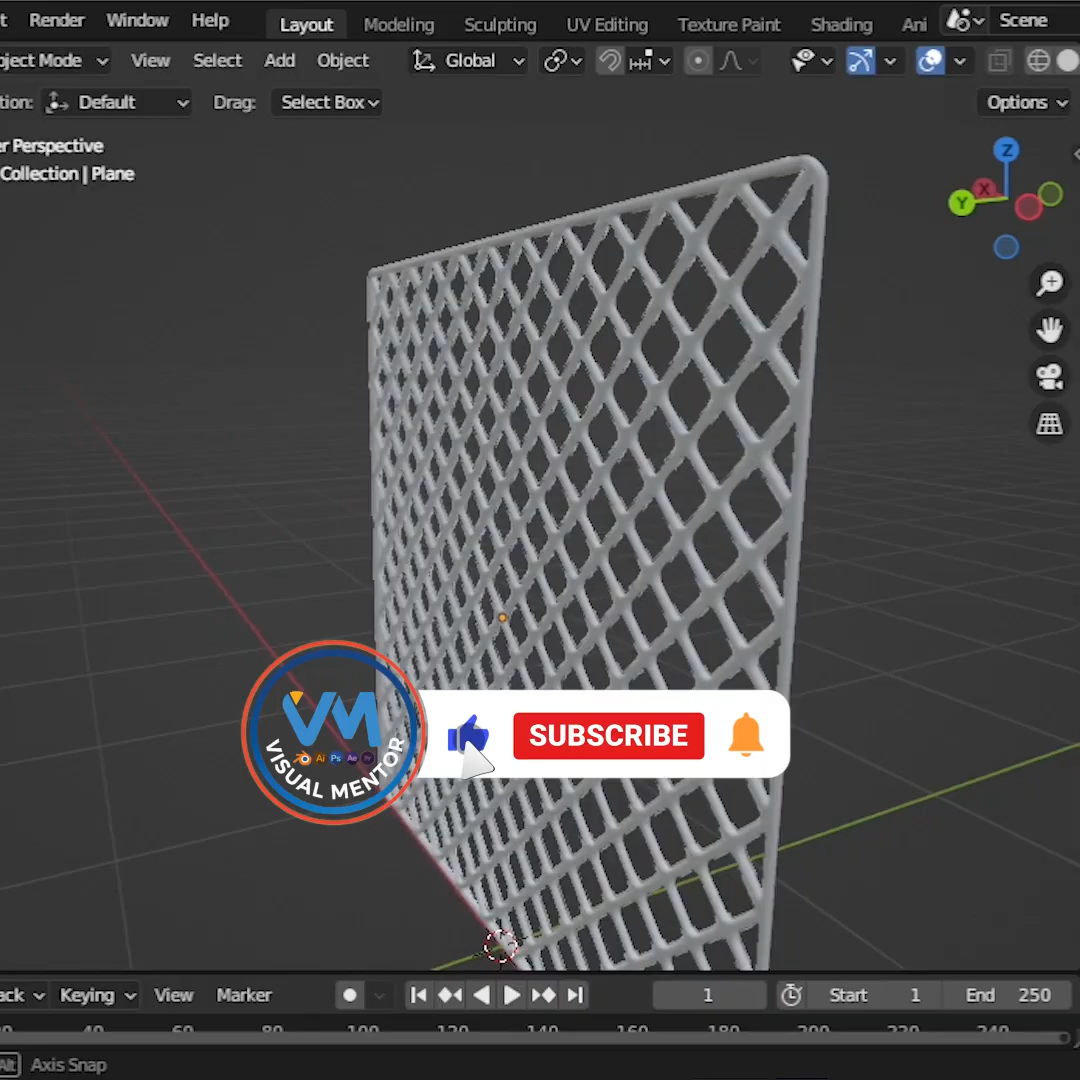 t Render Window Help Layout Modeling Sculpting UV Editing Texture Paint Shading Ani Scene
ject Mode View Select Add Object Global
tion: Default Drag: Select Box Options
er Perspective
Collection | Plane
Z
X
Y
VM
Ai Ps Ae Pr
VISUAL MENTOR
SUBSCRIBE
ack Keying View Marker 1 Start 1 End 250
40 60 80 100 120 140 160 180 200 220 240
Alt Axis Snap